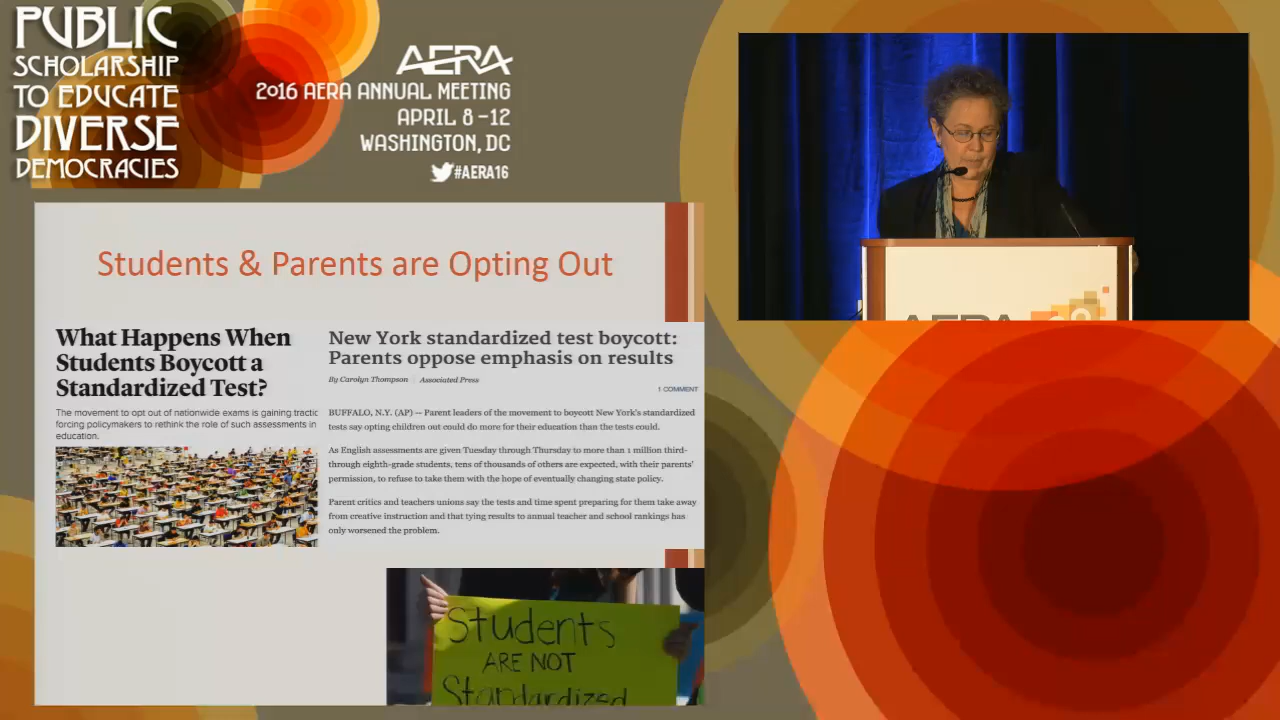 PUBLIC
SCHOLARSHIP
TO EDUCATE
DIVERSE
DEMOCRACIES
AERA
2016 AERA ANNUAL MEETING
APRIL 8-12
WASHINGTON, DC
#AERA16
Students & Parents are Opting Out
What Happens When
Students Boycott a
Standardized Test?
The movement to opt out of nationwide exams is gaining
forcing policymakers to rethink the role of such assessments in
education.
New York standardized test boycott:
Parents oppose emphasis on results
By Carolyn Thompson | Associated Press
1 COMMENT
BUFFALO, N.Y. (AP) — Parent leaders of the movement to boycott New York's standardized
tests say opting children out could do more for their education than the tests could.
As English assessments are given Tuesday through Thursday to more than 1 million third-
through eighth-grade students, tens of thousands of others are expected, with their parents'
permission, to refuse to take them with the hope of eventually changing state policy.
Parent critics and teachers unions say the tests and time spent preparing for them take away
from creative instruction and that tying results to annual teacher and school rankings has
only worsened the problem.
Students
ARE NOT
Standardized
AERA